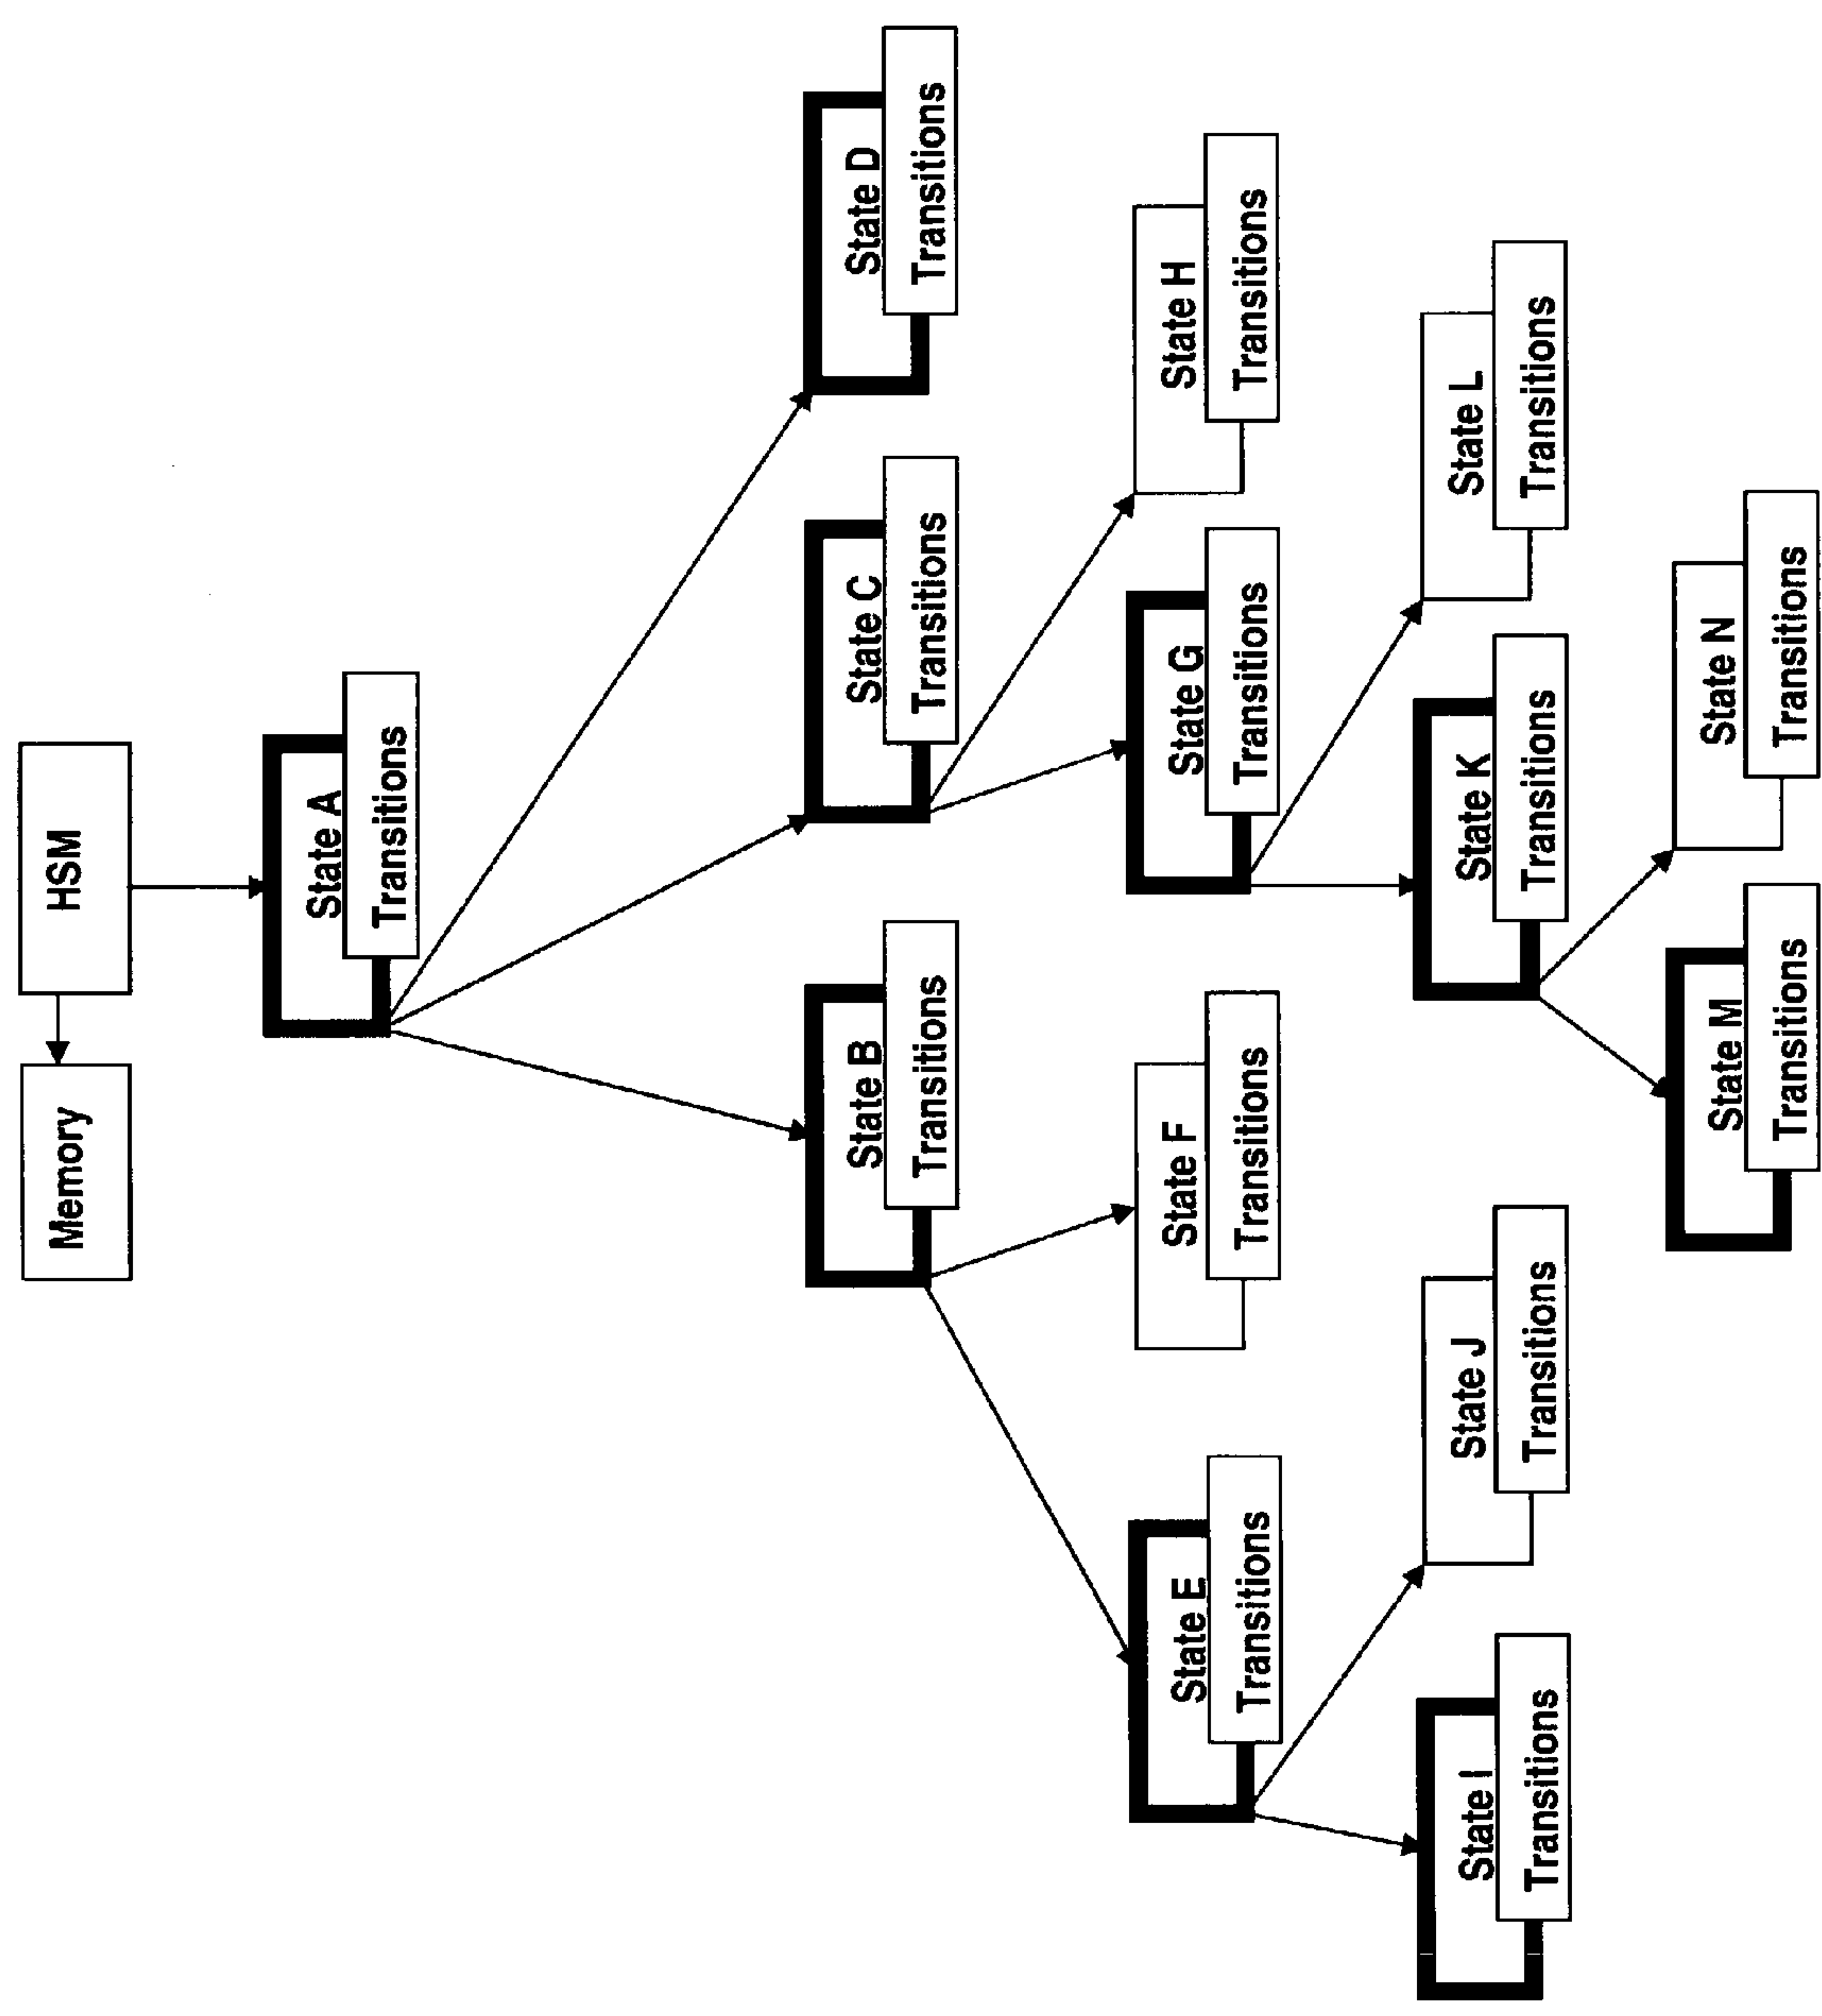 Memory
HSM
State A
Transitions
State B
Transitions
State C
Transitions
State D
Transitions
State E
Transitions
State F
Transitions
State G
Transitions
State H
Transitions
State I
Transitions
State J
Transitions
State K
Transitions
State L
Transitions
State M
Transitions
State N
Transitions